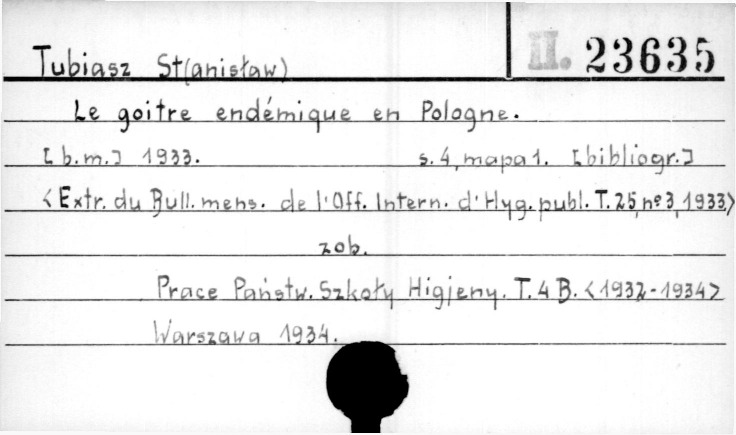 Tubiasz St(anisław)
II. 23635
Le goitre endémique en Pologne.
[b.m.] 1933. s. 4, mapa 1. [bibliogr.]
<Extr. du Bull. mens. de l'Off. Intern. d'Hyg. publ. T. 25, nº 3, 1933.>
zob.
Prace Państw. Szkoły Higjeny. T. 4 B. <1932-1934>
Warszawa 1934.